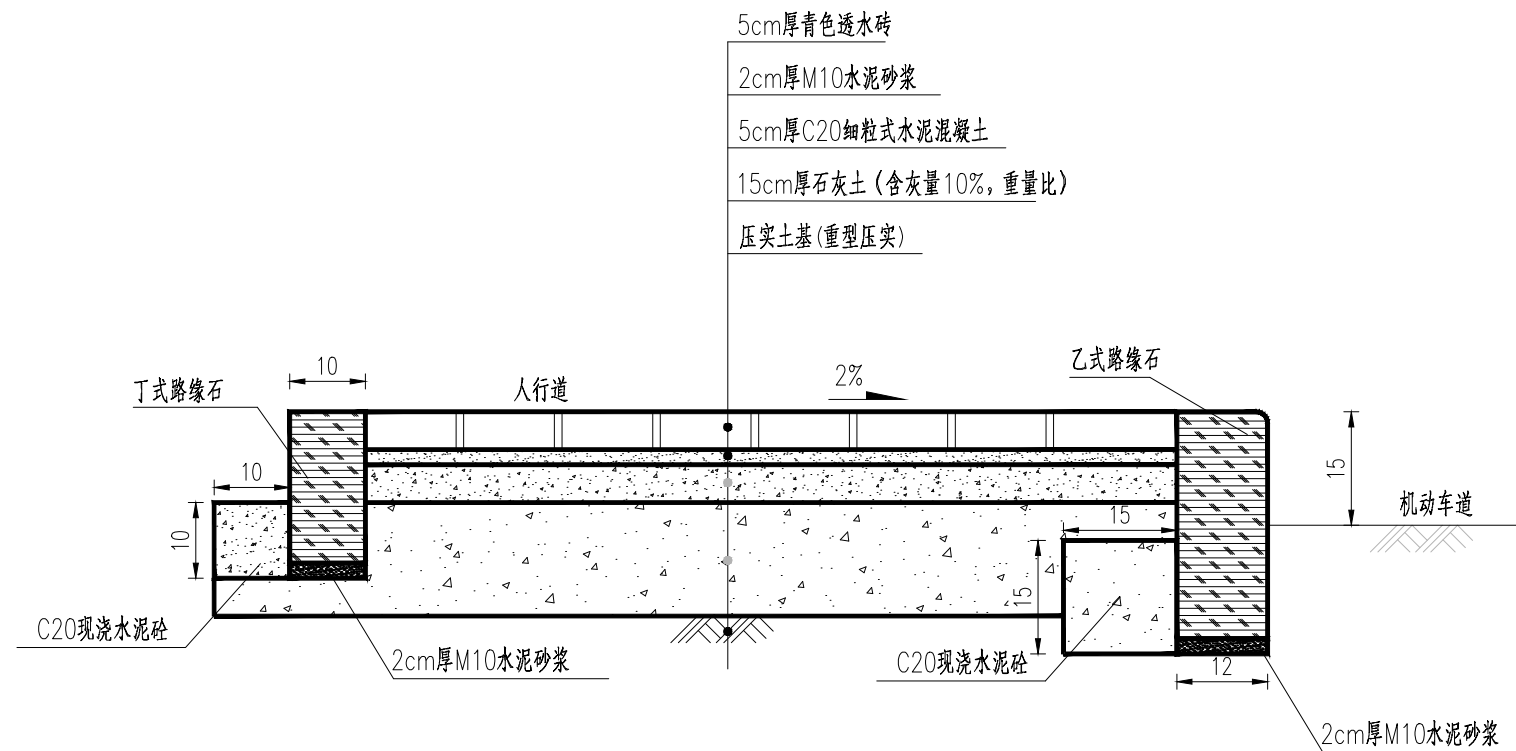 5cm厚青色透水砖
2cm厚M10水泥砂浆
5cm厚C20细粒式水泥混凝土
15cm厚石灰土(含灰量10%,重量比)
压实土基(重型压实)
10
丁式路缘石
人行道
2%
乙式路缘石
10
15
机动车道
15
10
15
C20现浇水泥砼
2cm厚M10水泥砂浆
C20现浇水泥砼
12
2cm厚M10水泥砂浆